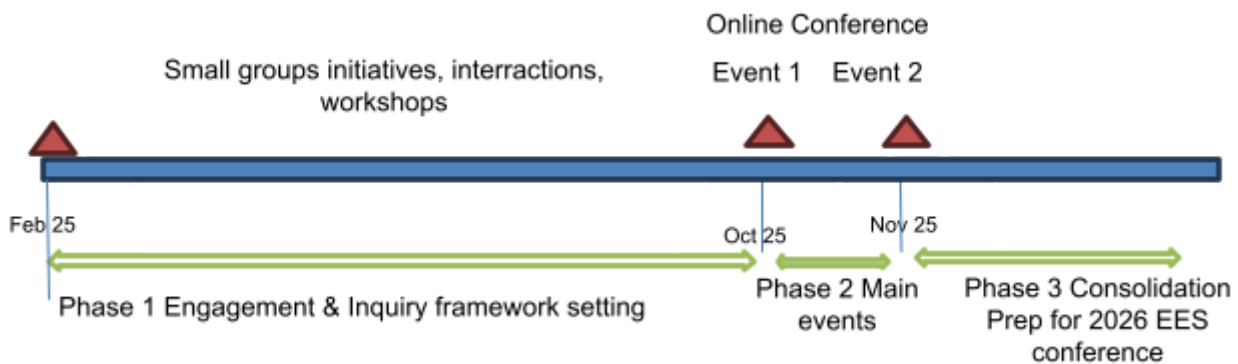 Online Conference
Small groups initiatives, interractions,
workshops
Event 1
Event 2
Feb 25
Oct 25
Nov 25
Phase 1 Engagement & Inquiry framework setting
Phase 2 Main
events
Phase 3 Consolidation
Prep for 2026 EES
conference